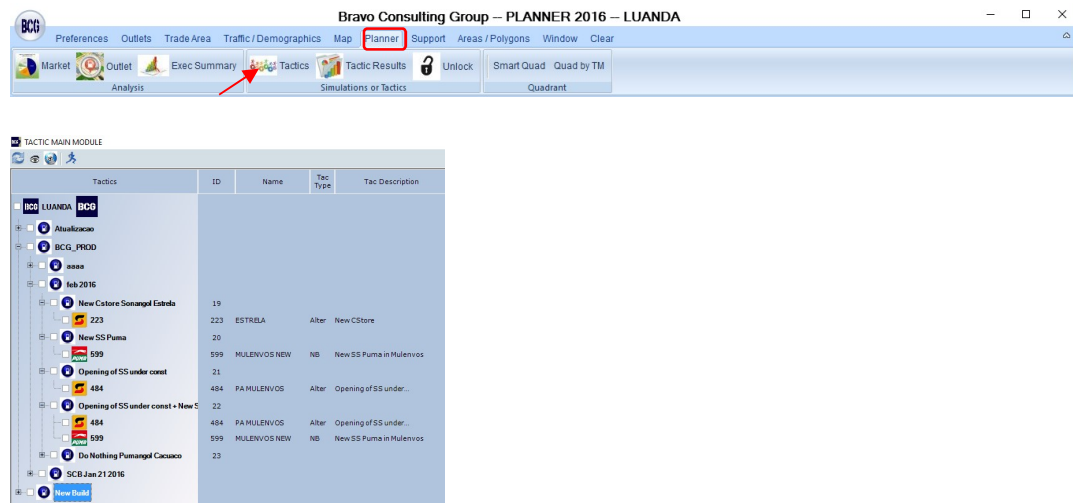 Bravo Consulting Group -- PLANNER 2016 -- LUANDA
BCG
Preferences Outlets Trade Area Traffic / Demographics Map Planner Support Areas / Polygons Window Clear
Market Outlet Exec Summary Tactics Tactic Results Unlock Smart Quad Quad by TM
Analysis Simulations or Tactics Quadrant
BCG TACTIC MAIN MODULE
Tactics ID Name Tac Type Tac Description
BCG LUANDA BCG
Atualizacao
BCG_PROD
aaaa
feb 2016
New Cstore Sonangol Estrela 19
223 223 ESTRELA Alter New CStore
New SS Puma 20
599 599 MULENVOS NEW NB New SS Puma in Mulenvos
Opening of SS under const 21
484 484 PA MULENVOS Alter Opening of SS under...
Opening of SS under const + New S 22
484 484 PA MULENVOS Alter Opening of SS under...
599 599 MULENVOS NEW NB New SS Puma in Mulenvos
Do Nothing Pumangol Cacuaco 23
SCB Jan 21 2016
New Build